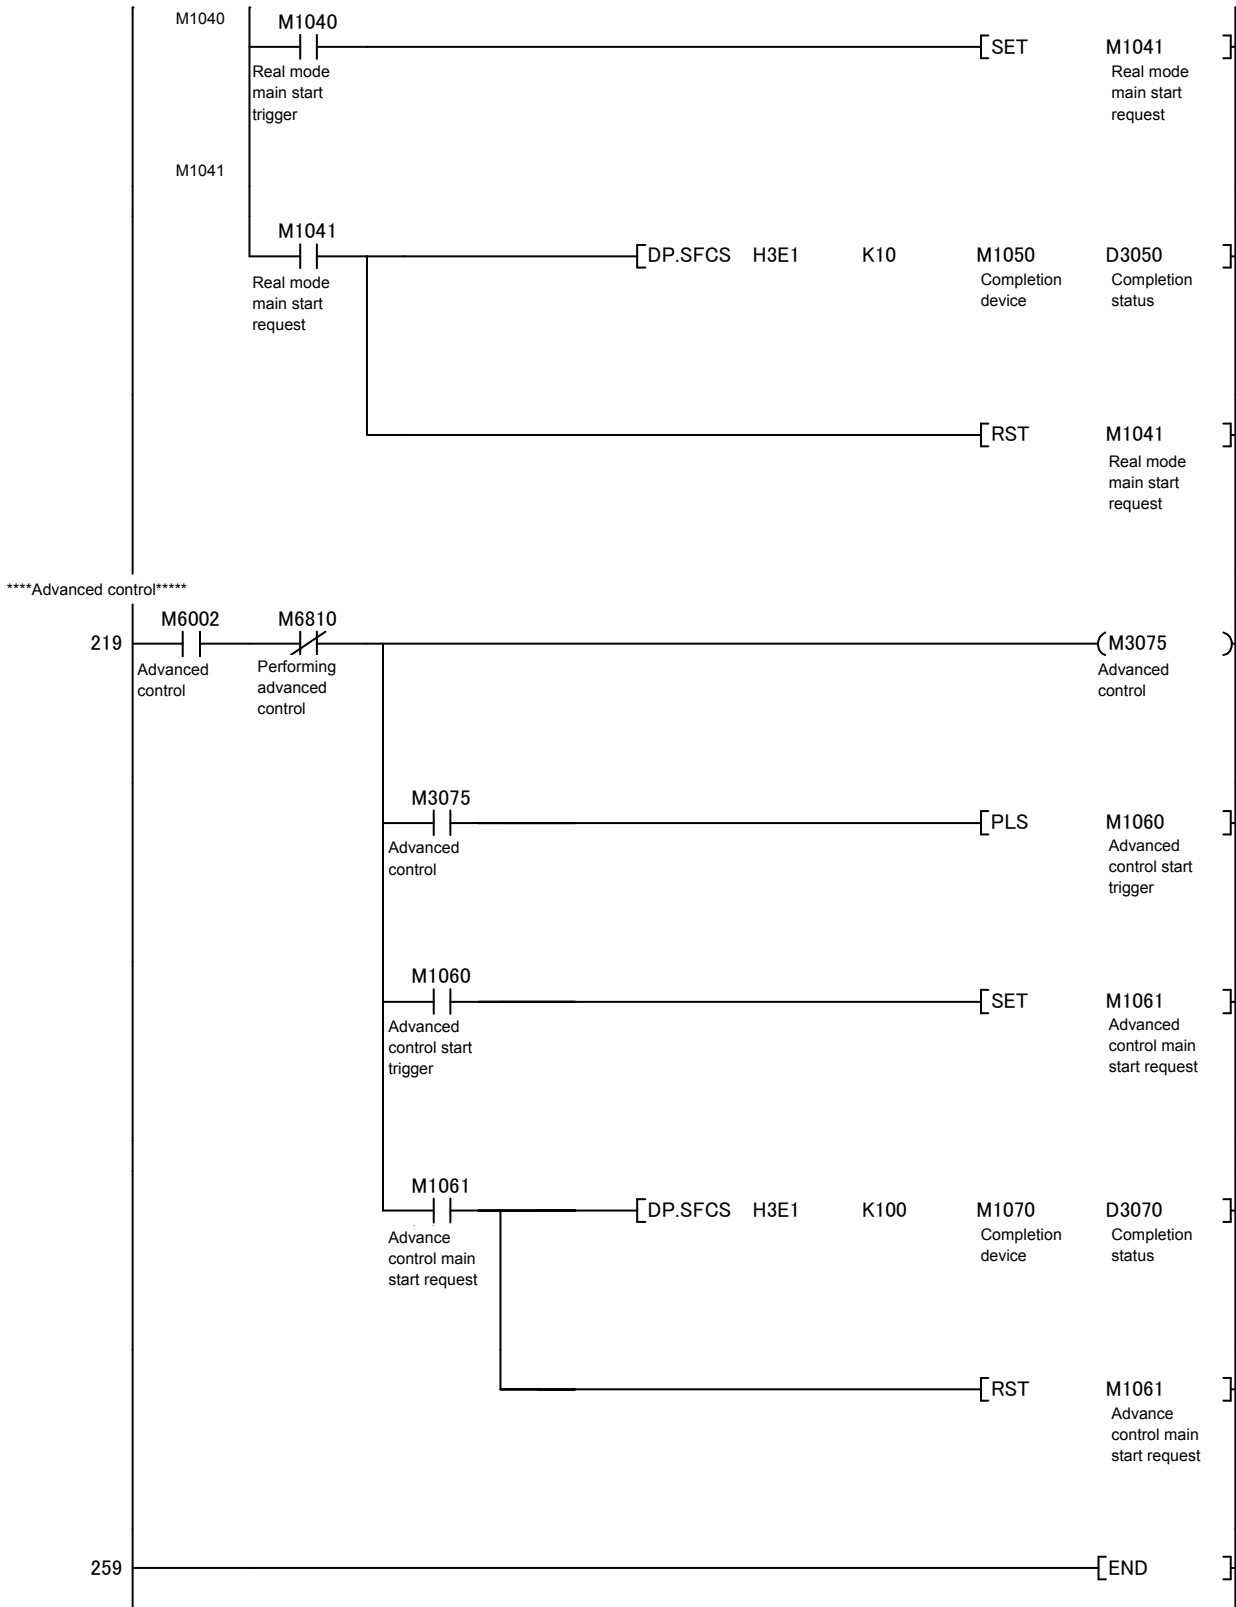 M1040
M1040
[SET M1041 ]
Real mode
main start
trigger
Real mode
main start
request
M1041
M1041
[DP.SFCS H3E1 K10 M1050 D3050 ]
Real mode
main start
request
Completion
device
Completion
status
[RST M1041 ]
Real mode
main start
request
****Advanced control*****
M6002 M6810
219 (M3075 )
Advanced
control
Performing
advanced
control
Advanced
control
M3075
[PLS M1060 ]
Advanced
control
Advanced
control start
trigger
M1060
[SET M1061 ]
Advanced
control start
trigger
Advanced
control main
start request
M1061
[DP.SFCS H3E1 K100 M1070 D3070 ]
Advance
control main
start request
Completion
device
Completion
status
[RST M1061 ]
Advance
control main
start request
259 [END ]